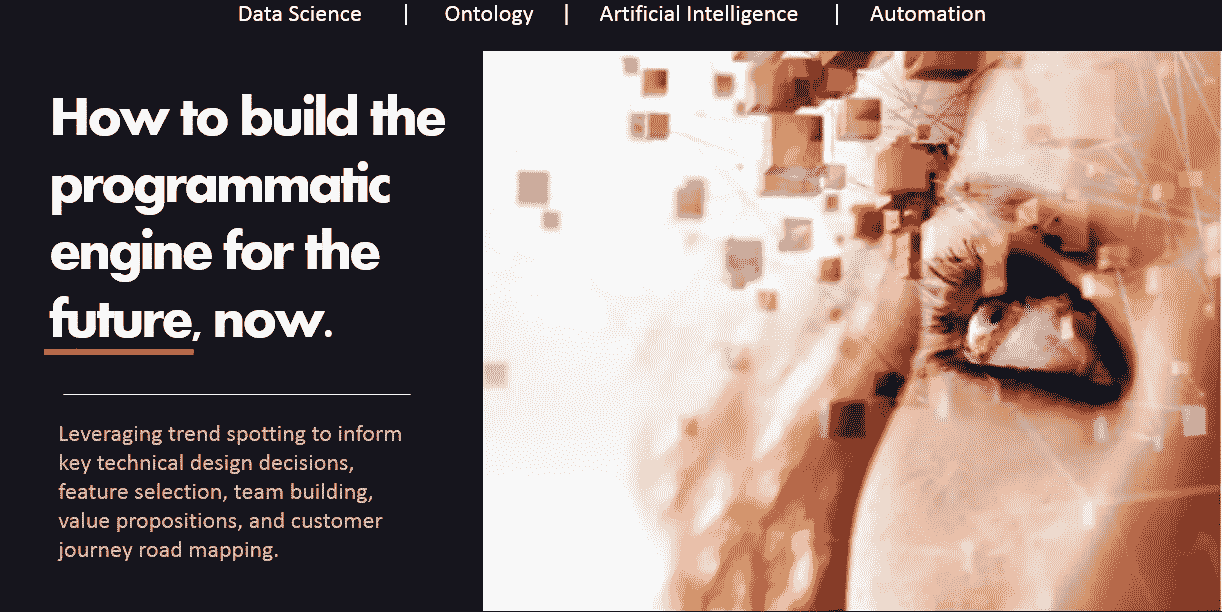 Data Science | Ontology | Artificial Intelligence | Automation
How to build the
programmatic
engine for the
future, now.
Leveraging trend spotting to inform
key technical design decisions,
feature selection, team building,
value propositions, and customer
journey road mapping.